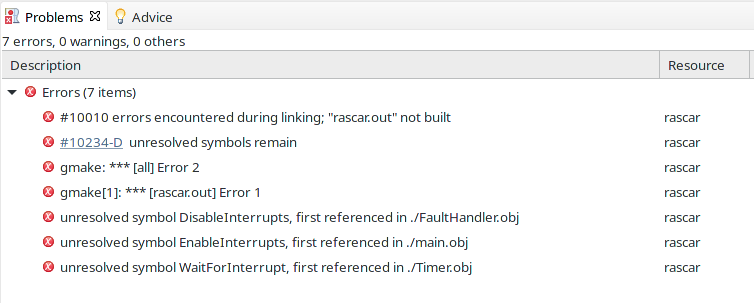 Problems Advice
7 errors, 0 warnings, 0 others
Description Resource
Errors (7 items)
#10010 errors encountered during linking; "rascar.out" not built rascar
#10234-D unresolved symbols remain rascar
gmake: *** [all] Error 2 rascar
gmake[1]: *** [rascar.out] Error 1 rascar
unresolved symbol DisableInterrupts, first referenced in ./FaultHandler.obj rascar
unresolved symbol EnableInterrupts, first referenced in ./main.obj rascar
unresolved symbol WaitForInterrupt, first referenced in ./Timer.obj rascar